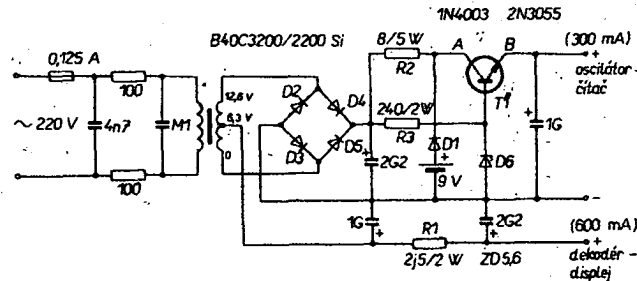 1N4003 2N3055
B40C3200/2200 Si
0,125 A
8/5 W
A
B
(300 mA)
+
oscilátor-
čítač
R2
100
D2
D4
12,6 V
T1
~ 220 V
4n7
M1
6,3 V
240/2 W
R3
+
1G
D1
D3
D5
+
2G2
+
9 V
D6
0
-
1G
+
R1
2G2
+
(600 mA)
+
100
2j5/2 W
ZD5,6
dekodér-
displej